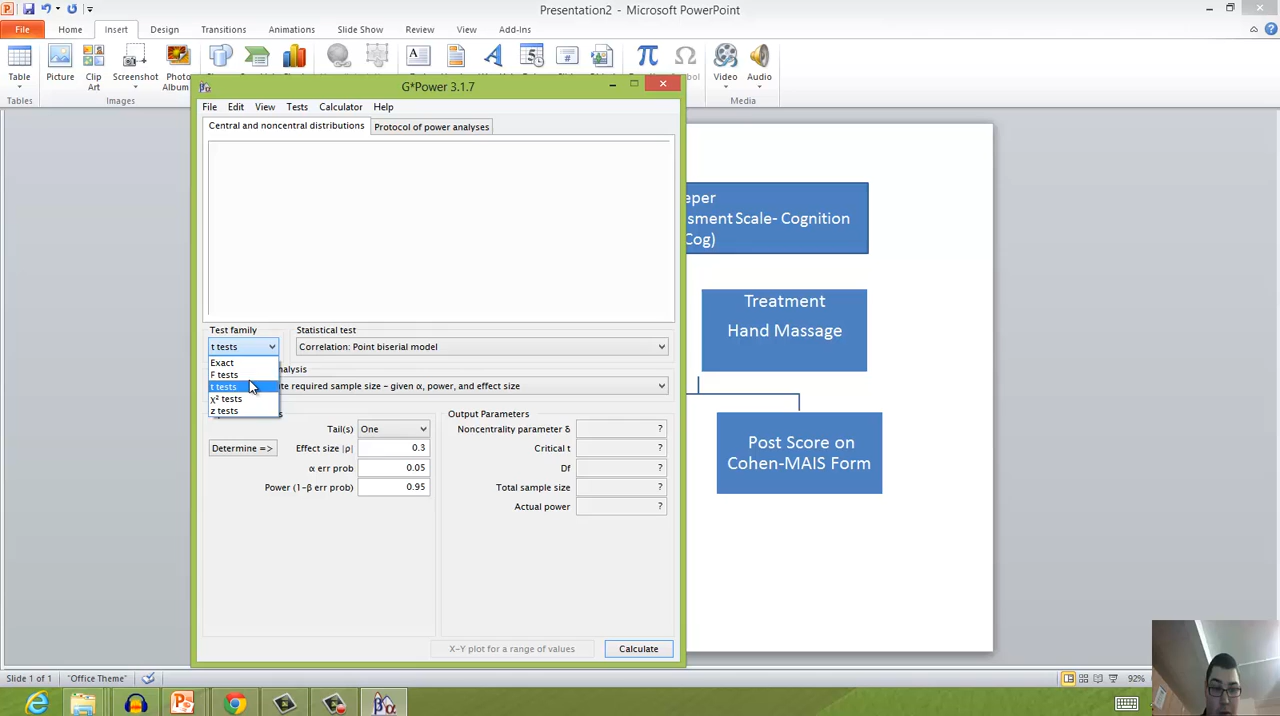 Presentation2 - Microsoft PowerPoint
File Home Insert Design Transitions Animations Slide Show Review View Add-Ins
Table Picture Clip Art Screenshot Photo Album Video Audio
Tables Images Media
G*Power 3.1.7
File Edit View Tests Calculator Help
Central and noncentral distributions Protocol of power analyses
Test family Statistical test
t tests Correlation: Point biserial model
Exact
F tests
t tests
χ² tests
z tests
required sample size – given α, power, and effect size
Output Parameters
Tail(s) One
Determine => Effect size |ρ| 0.3
α err prob 0.05
Power (1-β err prob) 0.95
Noncentrality parameter δ ?
Critical t ?
Df ?
Total sample size ?
Actual power ?
X-Y plot for a range of values Calculate
Scale- Cognition
Cog)
Treatment
Hand Massage
Post Score on
Cohen-MAIS Form
Slide 1 of 1 "Office Theme" 92%